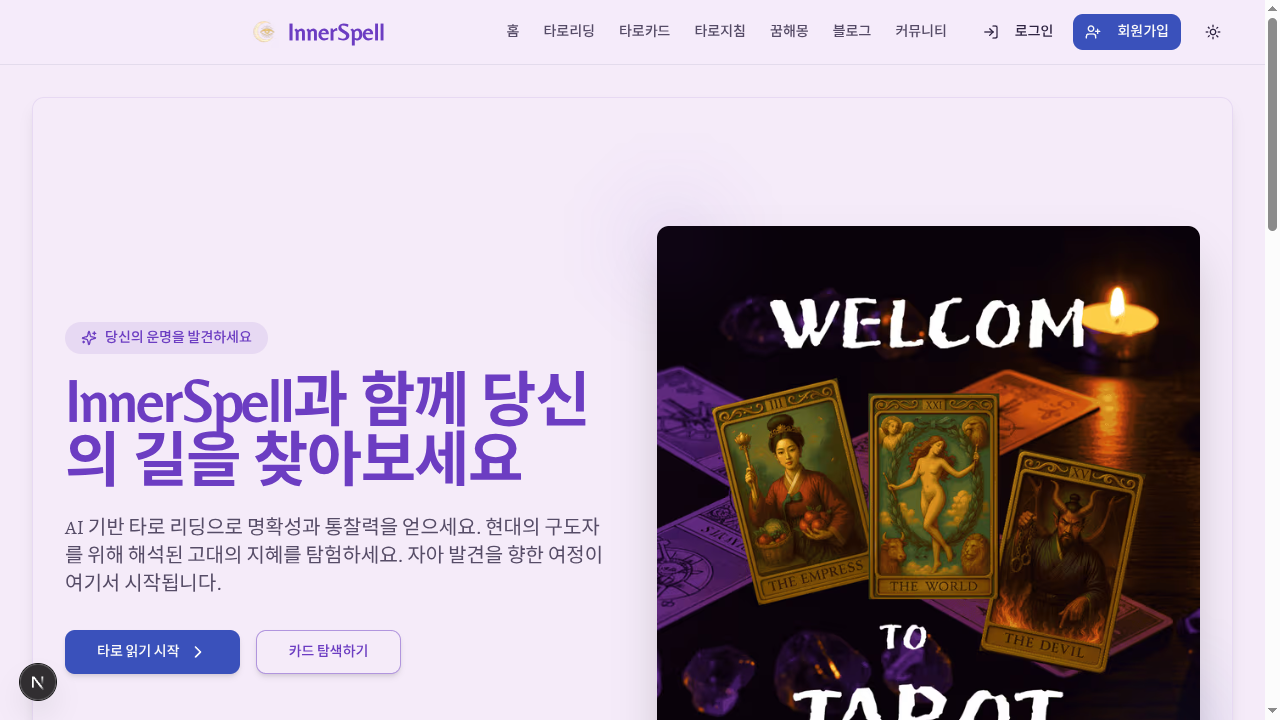 InnerSpell
홈 타로리딩 타로카드 타로지침 꿈해몽 블로그 커뮤니티 로그인 회원가입
당신의 운명을 발견하세요
InnerSpell과 함께 당신
의 길을 찾아보세요
AI 기반 타로 리딩으로 명확성과 통찰력을 얻으세요. 현대의 구도자
를 위해 해석된 고대의 지혜를 탐험하세요. 자아 발견을 향한 여정이
여기서 시작됩니다.
타로 읽기 시작
카드 탐색하기
WELCOM
III
XXI
XV
THE EMPRESS
THE WORLD
THE DEVIL
TO
TAROT
N